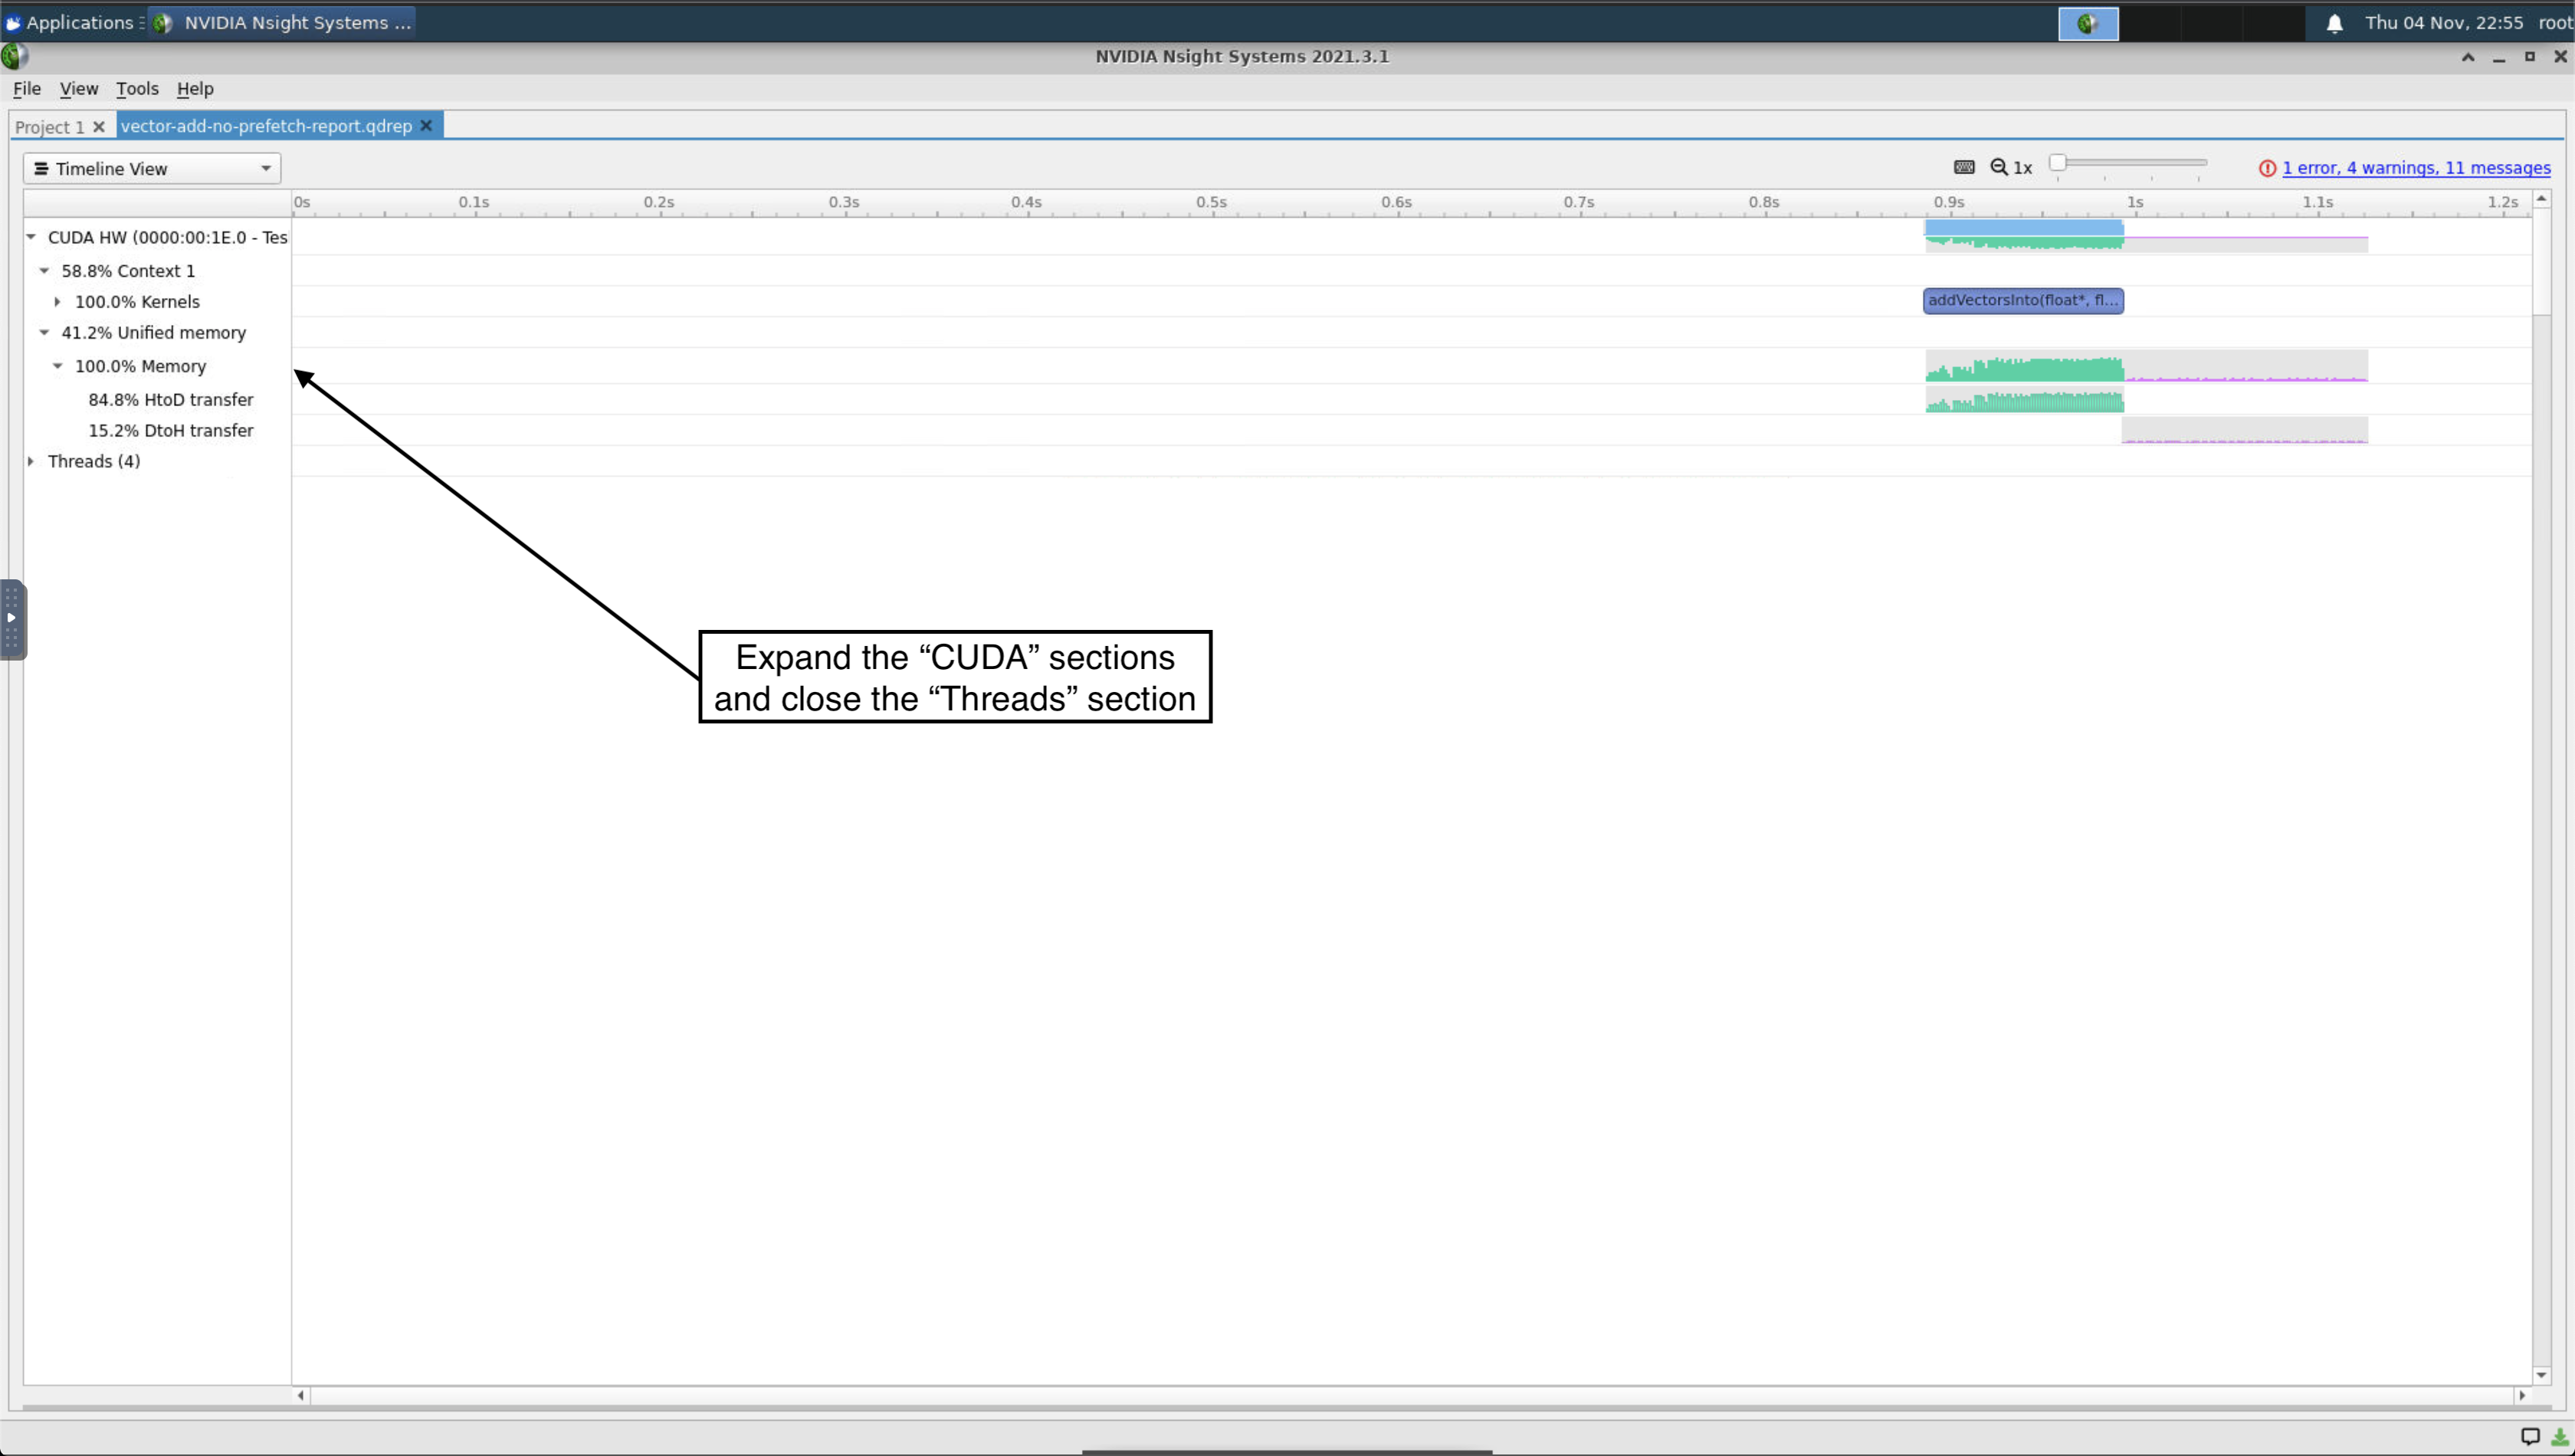 Applications
NVIDIA Nsight Systems ...
Thu 04 Nov, 22:55 root
NVIDIA Nsight Systems 2021.3.1
File View Tools Help
Project 1
vector-add-no-prefetch-report.qdrep
Timeline View
1x
1 error, 4 warnings, 11 messages
0s 0.1s 0.2s 0.3s 0.4s 0.5s 0.6s 0.7s 0.8s 0.9s 1s 1.1s 1.2s
CUDA HW (0000:00:1E.0 - Tes
58.8% Context 1
100.0% Kernels
addVectorsInto(float*, fl...
41.2% Unified memory
100.0% Memory
84.8% HtoD transfer
15.2% DtoH transfer
Threads (4)
Expand the “CUDA” sections
and close the “Threads” section